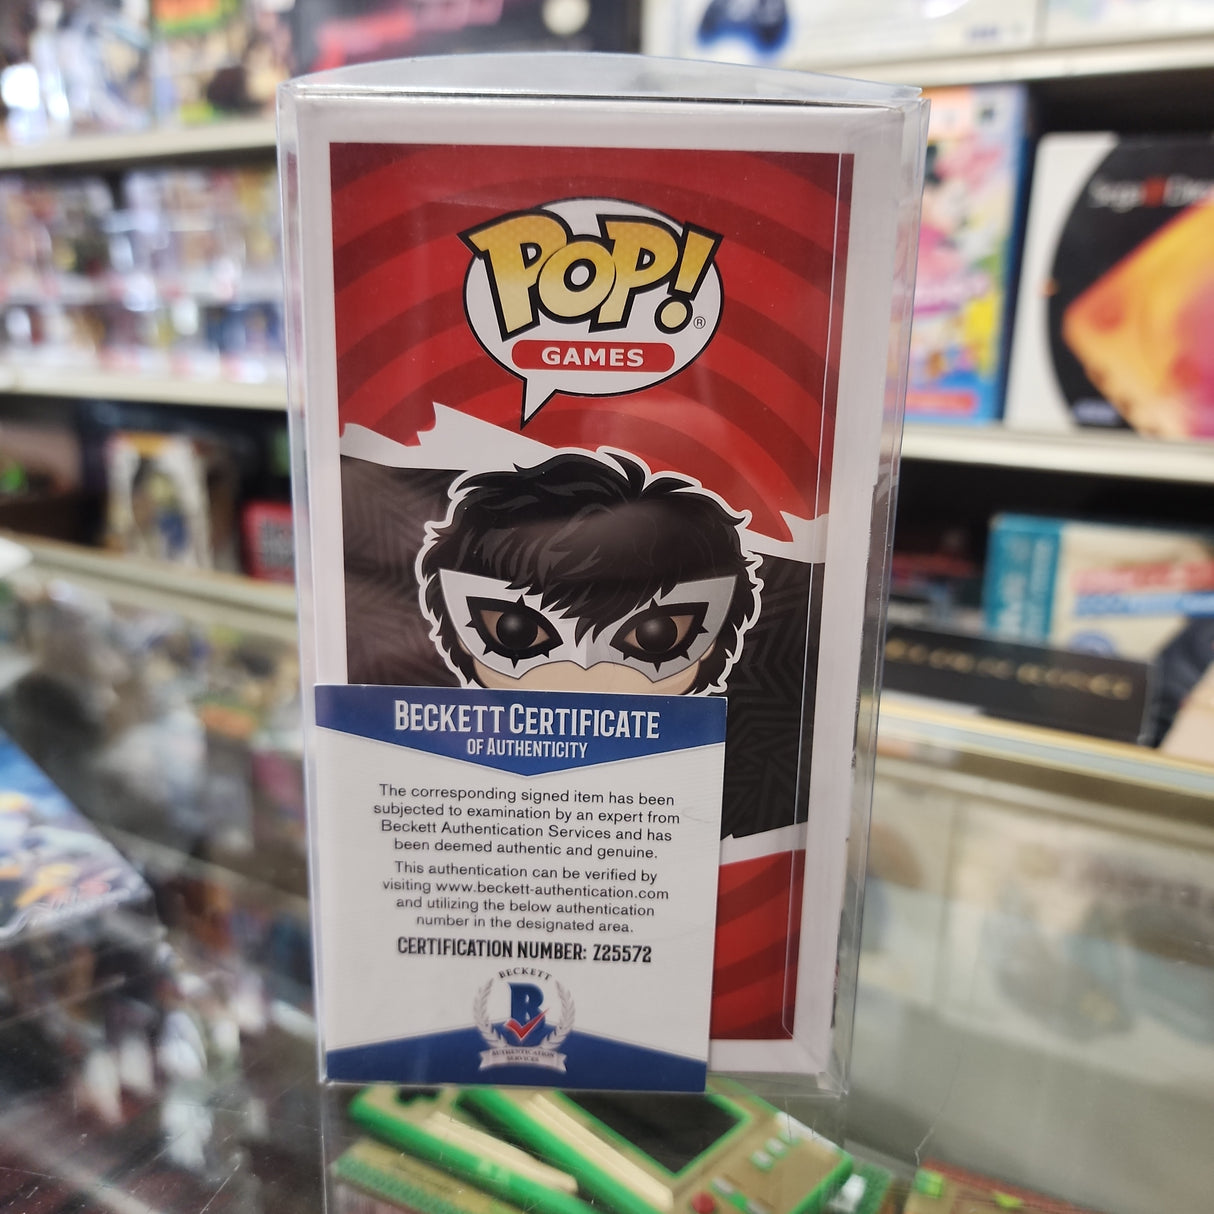 POP!
®
GAMES
BECKETT CERTIFICATE
OF AUTHENTICITY
The corresponding signed item has been
subjected to examination by an expert from
Beckett Authentication Services and has
been deemed authentic and genuine.
This authentication can be verified by
visiting www.beckett-authentication.com
and utilizing the below authentication
number in the designated area.
CERTIFICATION NUMBER: Z25572
BECKETT
B
AUTHENTICATION
SERVICES